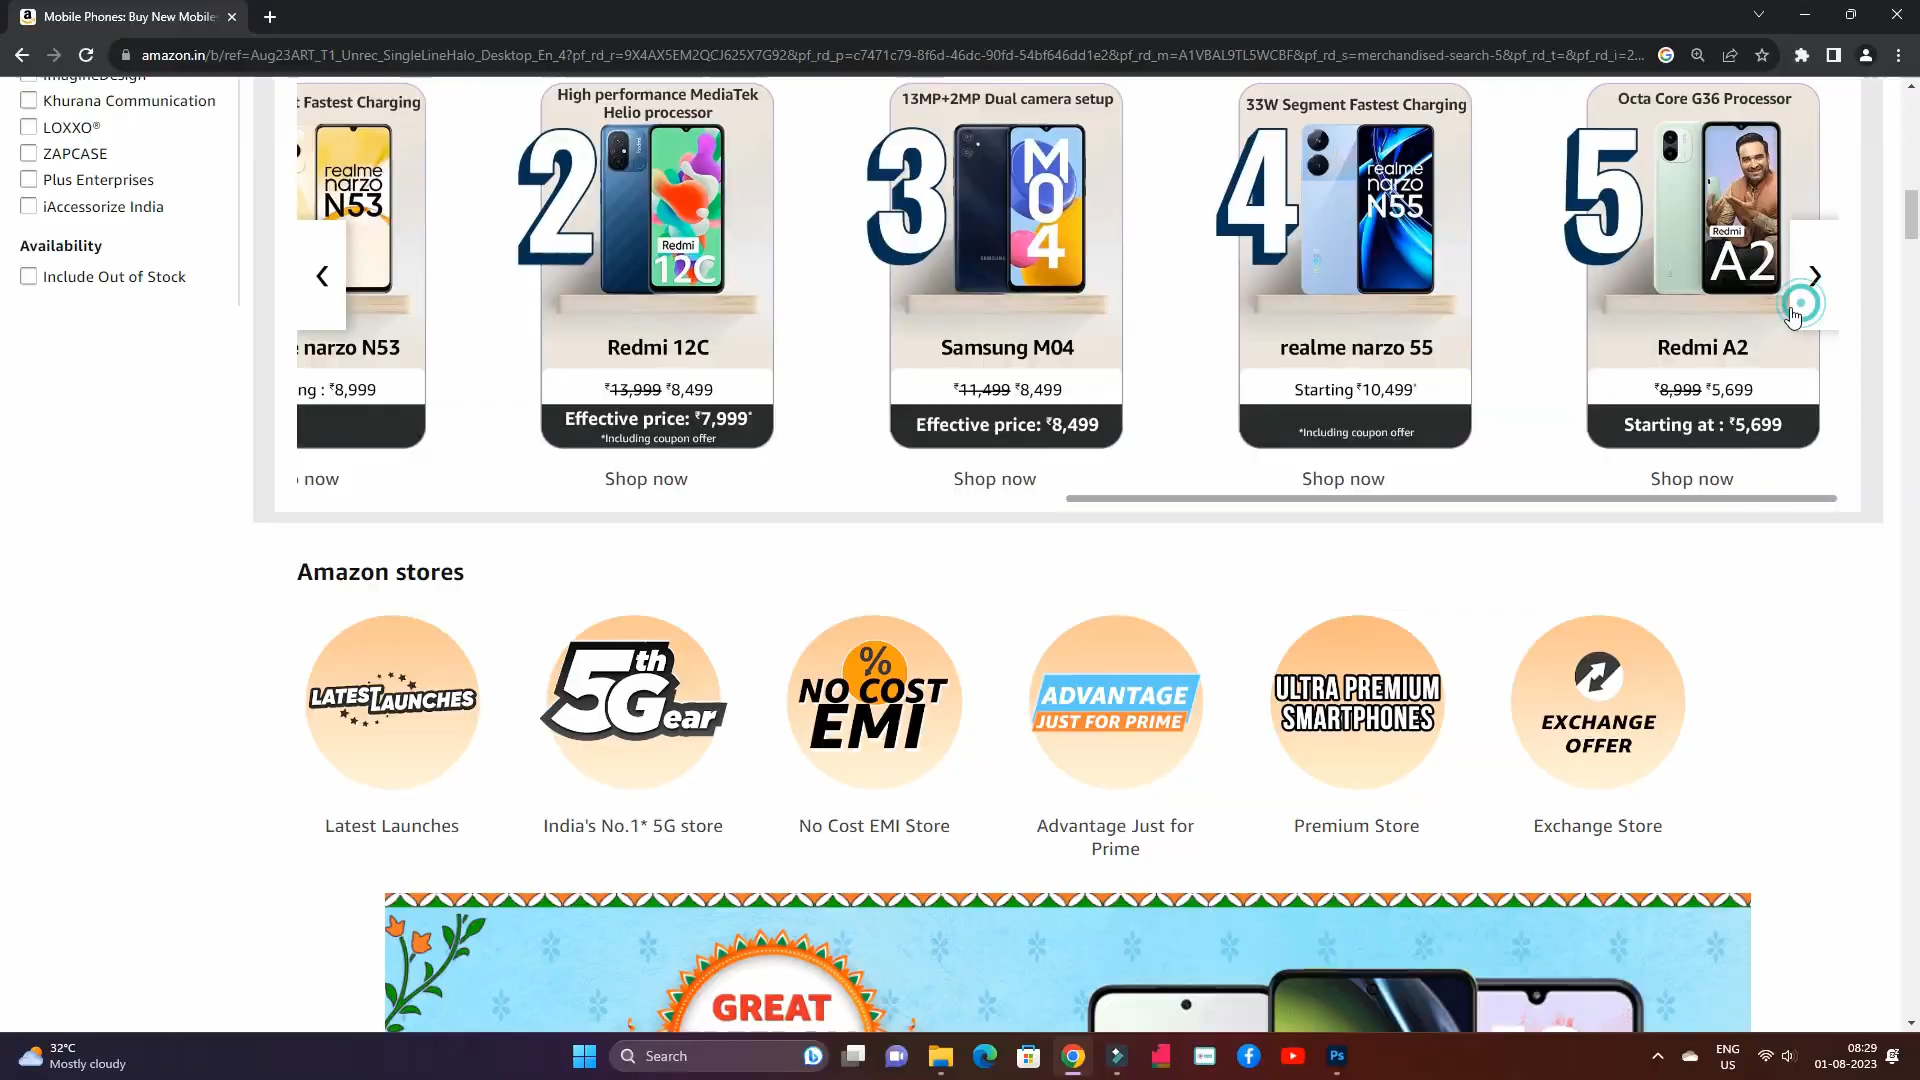 Mobile Phones: Buy New Mobile
amazon.in/b/ref=Aug23ART_T1_Unrec_SingleLineHalo_Desktop_En_4?pf_rd_r=9X4AX5EM2QCJ625X7G92&pf_rd_p=c7471c79-8f6d-46dc-90fd-54bf646dd1e2&pf_rd_m=A1VBAL9TL5WCBF&pf_rd_s=merchandised-search-5&pf_rd_t=&pf_rd_i=2...
ImagineDesign
Khurana Communication
LOXXO®
ZAPCASE
Plus Enterprises
iAccessorize India
Availability
Include Out of Stock
t Fastest Charging
realme
narzo
N53
narzo N53
ng : ₹8,999
now
High performance MediaTek
Helio processor
2
Redmi
12C
Redmi 12C
₹13,999 ₹8,499
Effective price: ₹7,999*
*Including coupon offer
Shop now
13MP+2MP Dual camera setup
3
SAMSUNG
M04
Samsung M04
₹11,499 ₹8,499
Effective price: ₹8,499
Shop now
33W Segment Fastest Charging
4
realme
narzo
N55
realme narzo 55
Starting ₹10,499*
*Including coupon offer
Shop now
Octa Core G36 Processor
5
Redmi
A2
Redmi A2
₹8,999 ₹5,699
Starting at : ₹5,699
Shop now
Amazon stores
LATEST LAUNCHES
Latest Launches
5th
Gear
India's No.1* 5G store
%
NO COST
EMI
No Cost EMI Store
ADVANTAGE
JUST FOR PRIME
Advantage Just for
Prime
ULTRA PREMIUM
SMARTPHONES
Premium Store
EXCHANGE
OFFER
Exchange Store
GREAT
32°C
Mostly cloudy
Search
Ps
ENG
US
08:29
01-08-2023